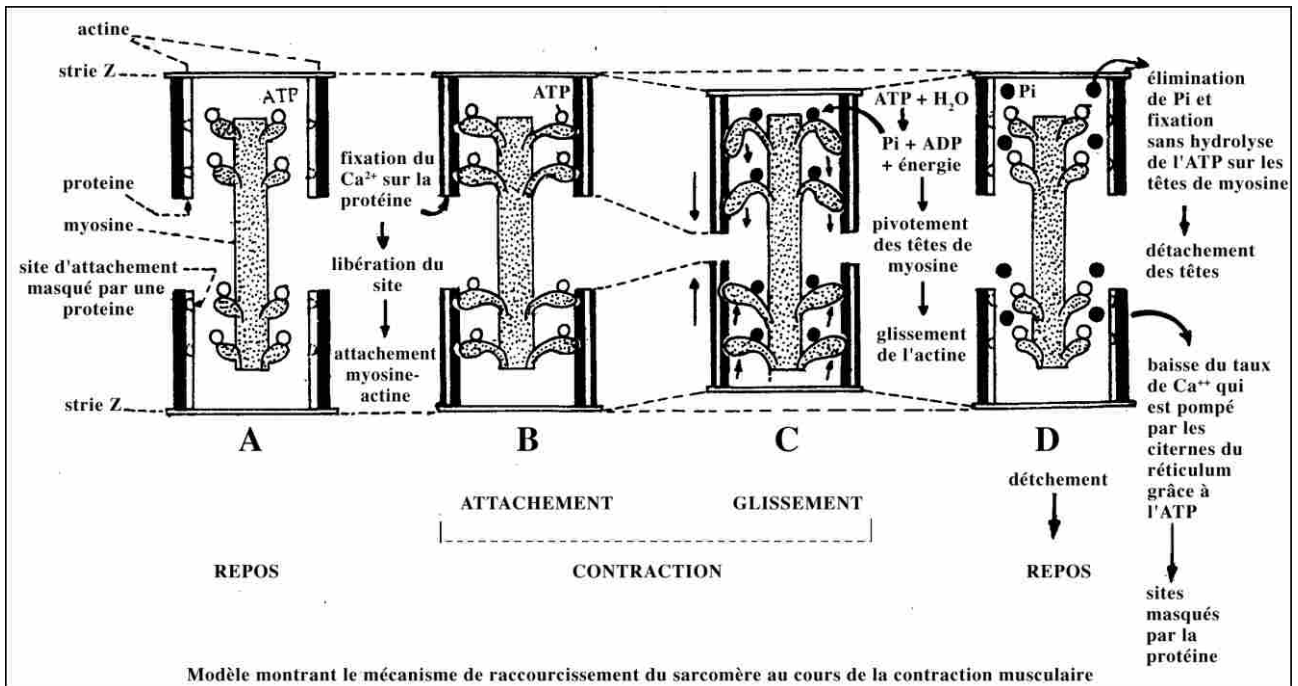 actine
strie Z
ATP
proteine
myosine
site d'attachement
masqué par une
proteine
strie Z
A
REPOS
fixation du
Ca²⁺ sur la
protéine
libération du
site
attachement
myosine-
actine
ATP
B
ATTACHEMENT
ATP + H₂O
Pi + ADP
+ énergie
pivotement
des têtes de
myosine
glissement
de l'actine
C
GLISSEMENT
CONTRACTION
Pi
D
détchement
REPOS
élimination
de Pi et
fixation
sans hydrolyse
de l'ATP sur les
têtes de myosine
détachement
des têtes
baisse du taux
de Ca⁺⁺ qui
est pompé
par les
citernes du
réticulum
grâce à
l'ATP
sites
masqués
par la
protéine
Modèle montrant le mécanisme de raccourcissement du sarcomère au cours de la contraction musculaire